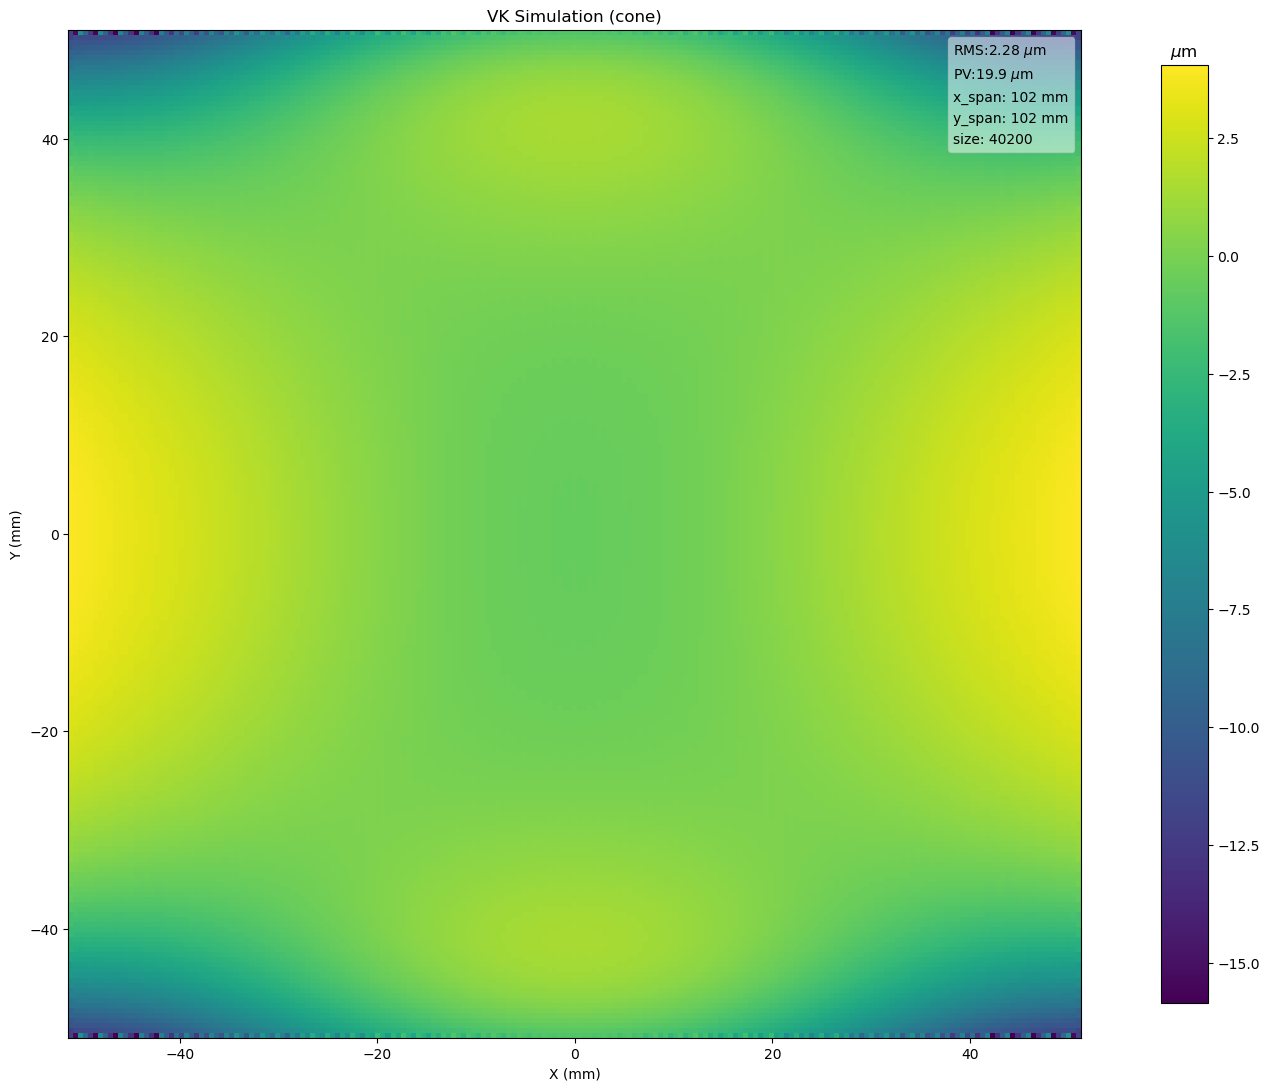 VK Simulation (cone)
RMS:2.28 μm
PV:19.9 μm
x_span: 102 mm
y_span: 102 mm
size: 40200
μm
2.5
0.0
−2.5
−5.0
−7.5
−10.0
−12.5
−15.0
40
20
0
−20
−40
Y (mm)
−40
−20
0
20
40
X (mm)